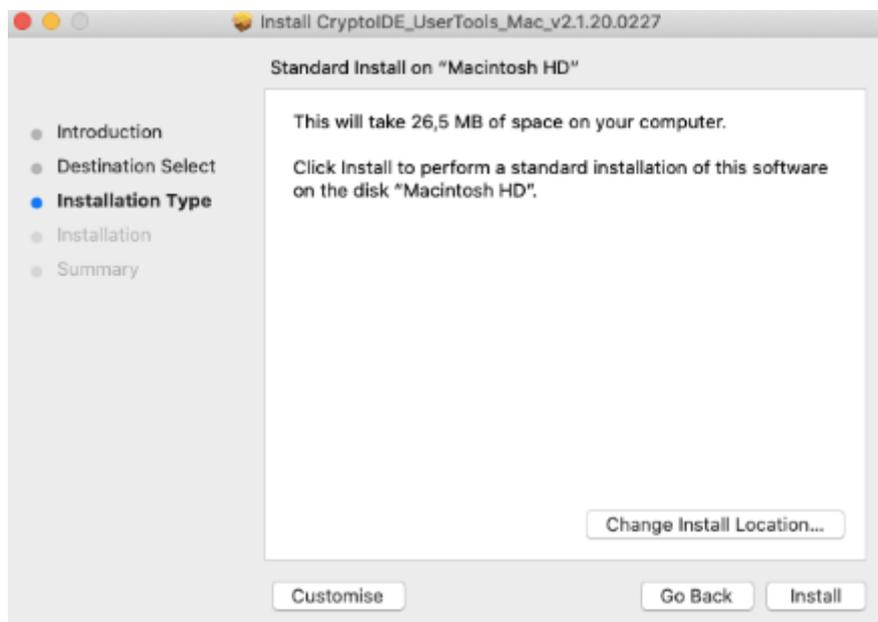 Install CryptoIDE_UserTools_Mac_v2.1.20.0227
Standard Install on "Macintosh HD"
Introduction
Destination Select
Installation Type
Installation
Summary
This will take 26,5 MB of space on your computer.
Click Install to perform a standard installation of this software
on the disk "Macintosh HD".
Change Install Location...
Customise
Go Back
Install